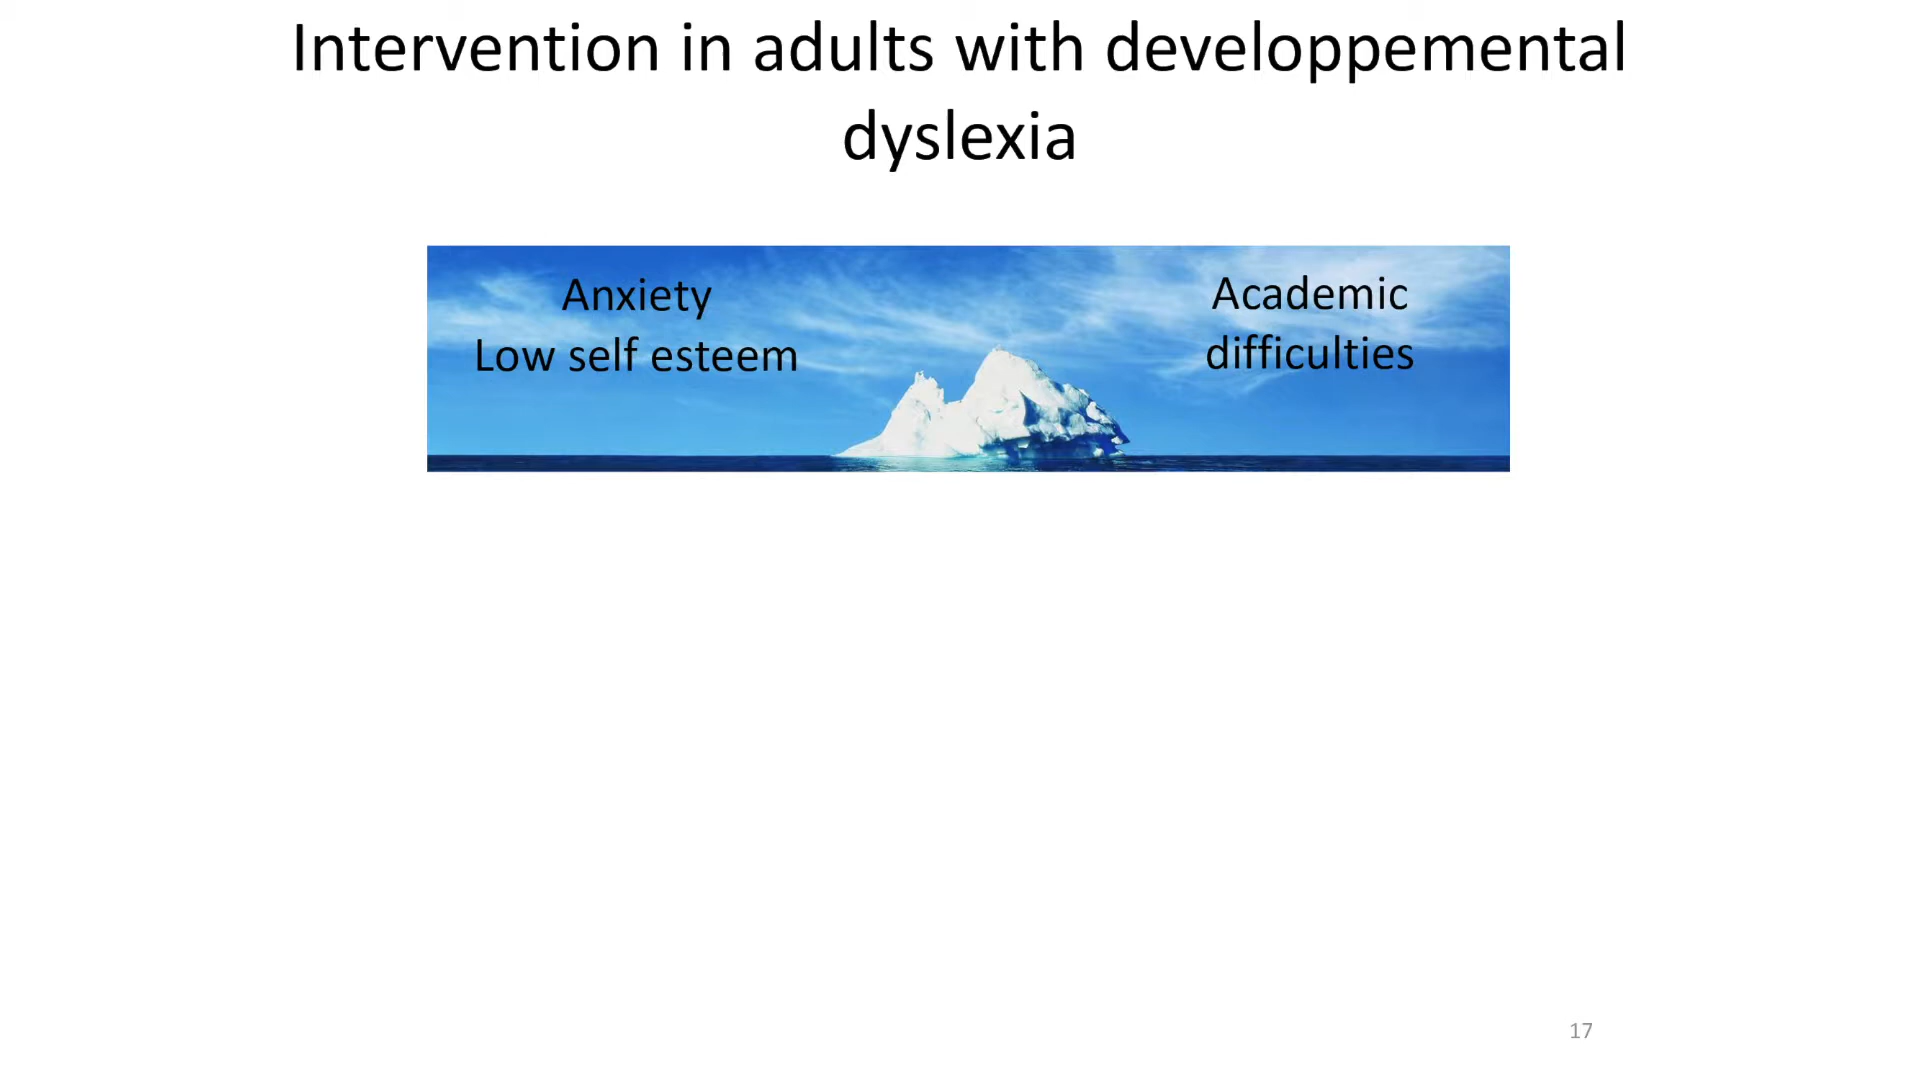 Intervention in adults with developpemental
dyslexia
Anxiety
Low self esteem
Academic
difficulties
17